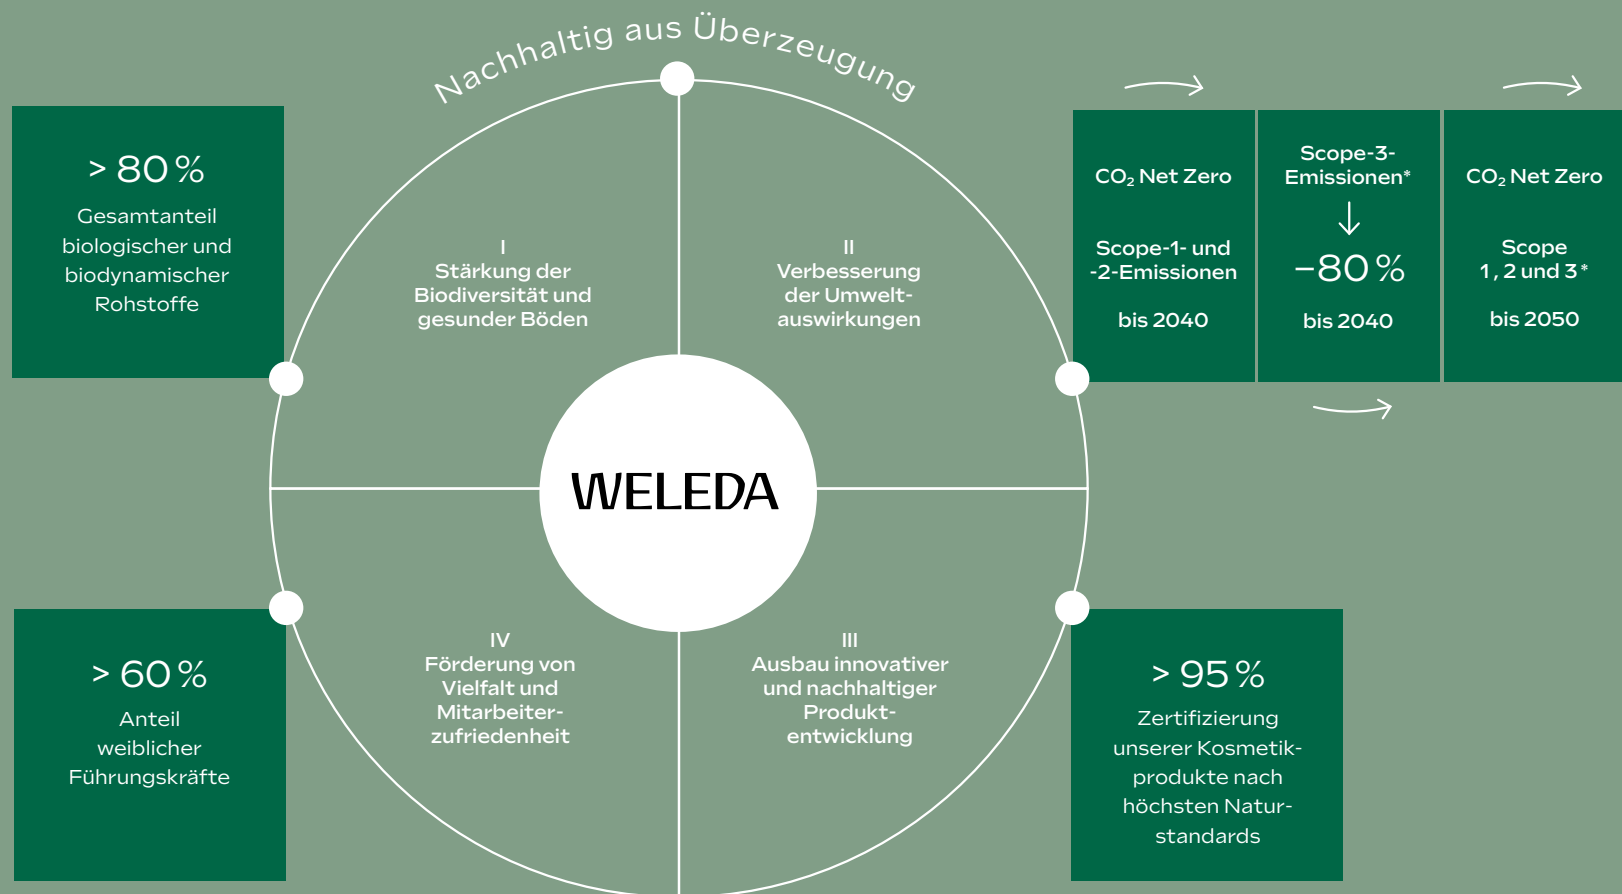 Nachhaltig aus Überzeugung
> 80 %
Gesamtanteil
biologischer und
biodynamischer
Rohstoffe
I
Stärkung der
Biodiversität und
gesunder Böden
II
Verbesserung
der Umwelt-
auswirkungen
CO₂ Net Zero
Scope-1- und
-2-Emissionen
bis 2040
Scope-3-
Emissionen*
–80 %
bis 2040
CO₂ Net Zero
Scope
1, 2 und 3*
bis 2050
WELEDA
> 60 %
Anteil
weiblicher
Führungskräfte
IV
Förderung von
Vielfalt und
Mitarbeiter-
zufriedenheit
III
Ausbau innovativer
und nachhaltiger
Produkt-
entwicklung
> 95 %
Zertifizierung
unserer Kosmetik-
produkte nach
höchsten Natur-
standards